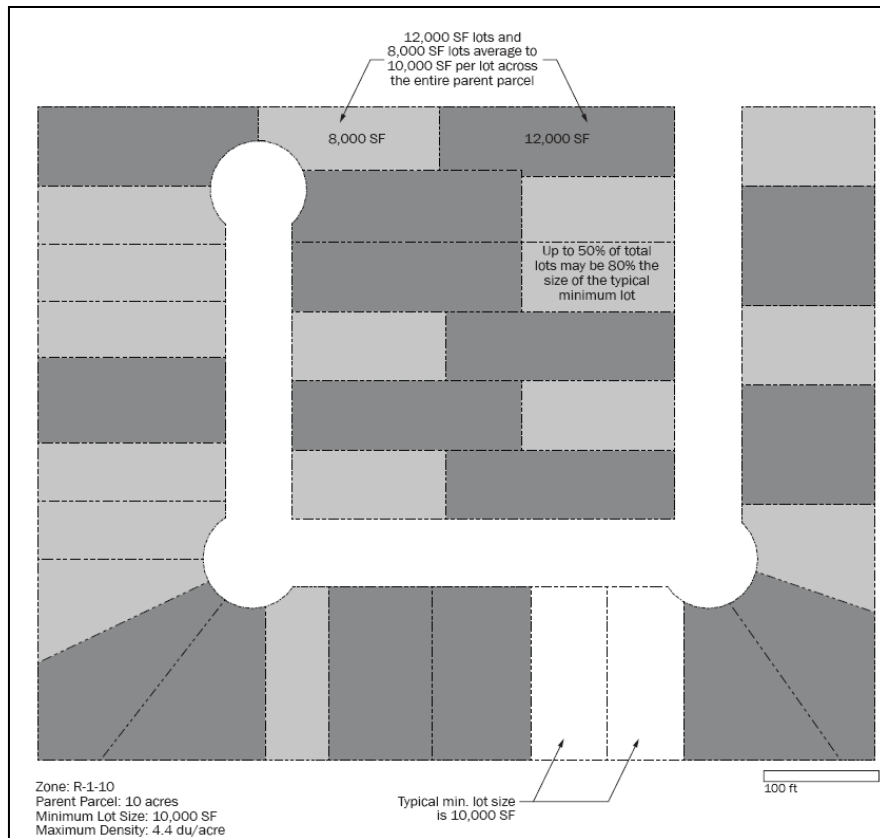 12,000 SF lots and
8,000 SF lots average to
10,000 SF per lot across
the entire parent parcel
8,000 SF
12,000 SF
Up to 50% of total
lots may be 80% the
size of the typical
minimum lot
Zone: R-1-10
Parent Parcel: 10 acres
Minimum Lot Size: 10,000 SF
Maximum Density: 4.4 du/acre
Typical min. lot size
is 10,000 SF
100 ft